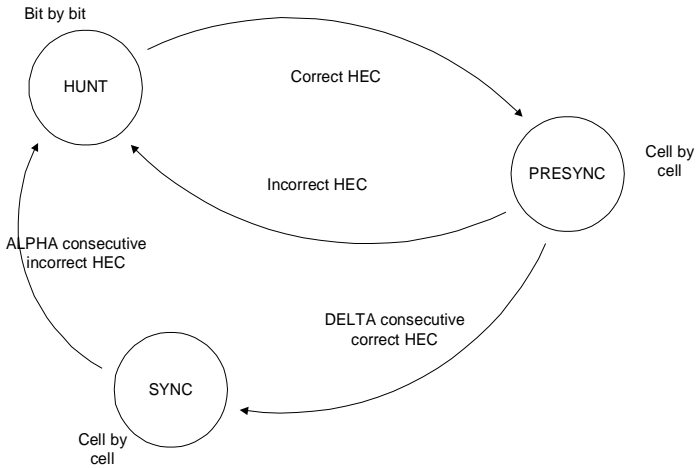 Bit by bit
HUNT
Correct HEC
Cell by
cell
PRESYNC
Incorrect HEC
ALPHA consecutive
incorrect HEC
DELTA consecutive
correct HEC
SYNC
Cell by
cell